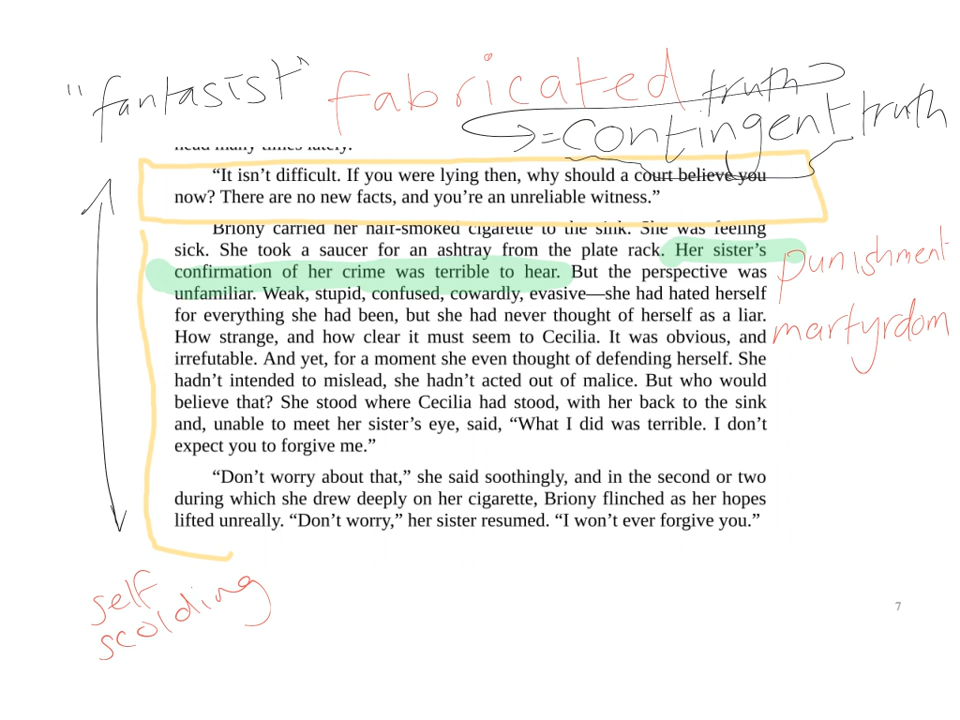 "fantasist" fabricated truth
= contingent truth
head many times lately.
“It isn’t difficult. If you were lying then, why should a court believe you
now? There are no new facts, and you’re an unreliable witness.”
Briony carried her half-smoked cigarette to the sink. She was feeling
sick. She took a saucer for an ashtray from the plate rack. Her sister’s
confirmation of her crime was terrible to hear. But the perspective was
unfamiliar. Weak, stupid, confused, cowardly, evasive—she had hated herself
for everything she had been, but she had never thought of herself as a liar.
How strange, and how clear it must seem to Cecilia. It was obvious, and
irrefutable. And yet, for a moment she even thought of defending herself. She
hadn’t intended to mislead, she hadn’t acted out of malice. But who would
believe that? She stood where Cecilia had stood, with her back to the sink
and, unable to meet her sister’s eye, said, “What I did was terrible. I don’t
expect you to forgive me.”
“Don’t worry about that,” she said soothingly, and in the second or two
during which she drew deeply on her cigarette, Briony flinched as her hopes
lifted unreally. “Don’t worry,” her sister resumed. “I won’t ever forgive you.”
punishment
martyrdom
self
scolding
7